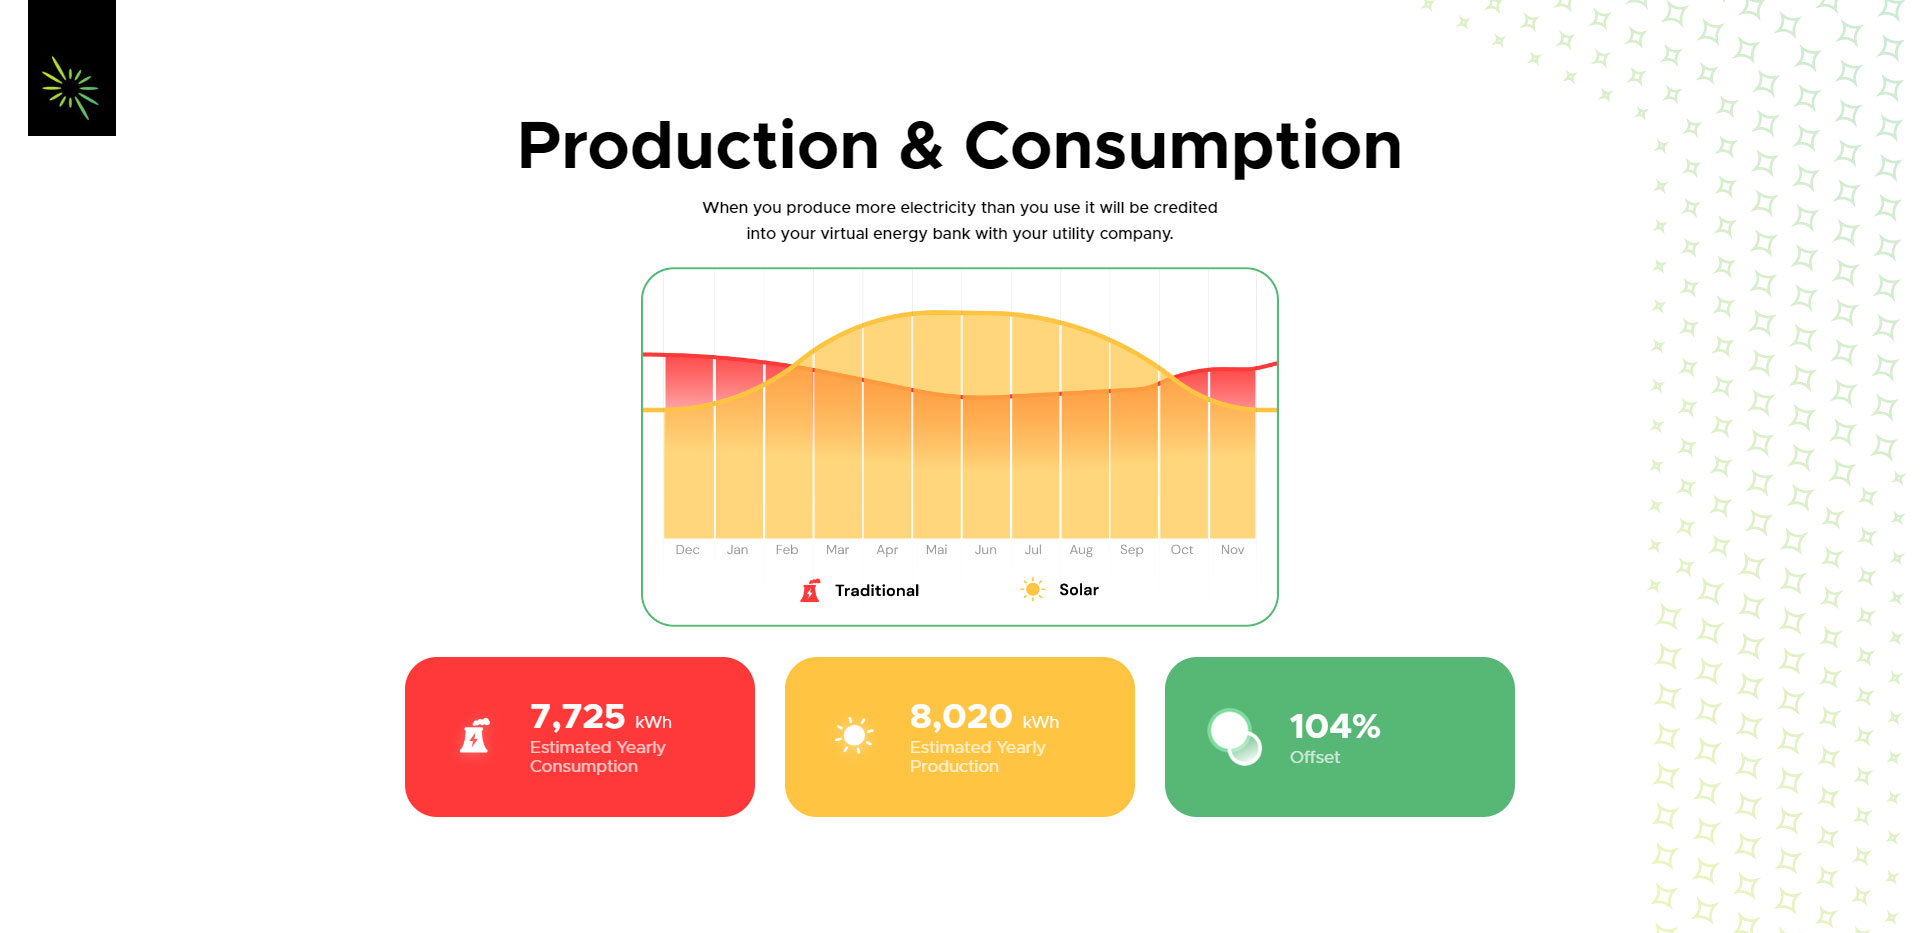 Production & Consumption
When you produce more electricity than you use it will be credited
into your virtual energy bank with your utility company.
Dec Jan Feb Mar Apr Mai Jun Jul Aug Sep Oct Nov
Traditional Solar
7,725 kWh
Estimated Yearly
Consumption
8,020 kWh
Estimated Yearly
Production
104%
Offset